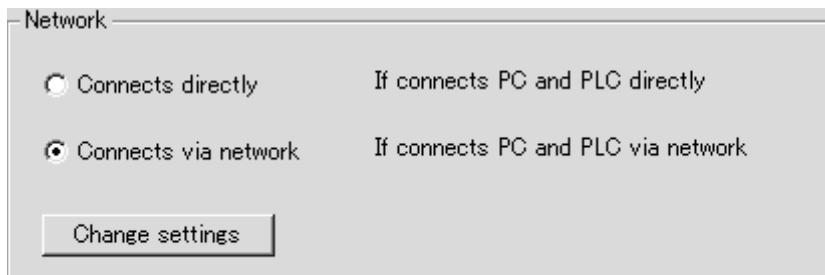 Network
Connects directly If connects PC and PLC directly
Connects via network If connects PC and PLC via network
Change settings